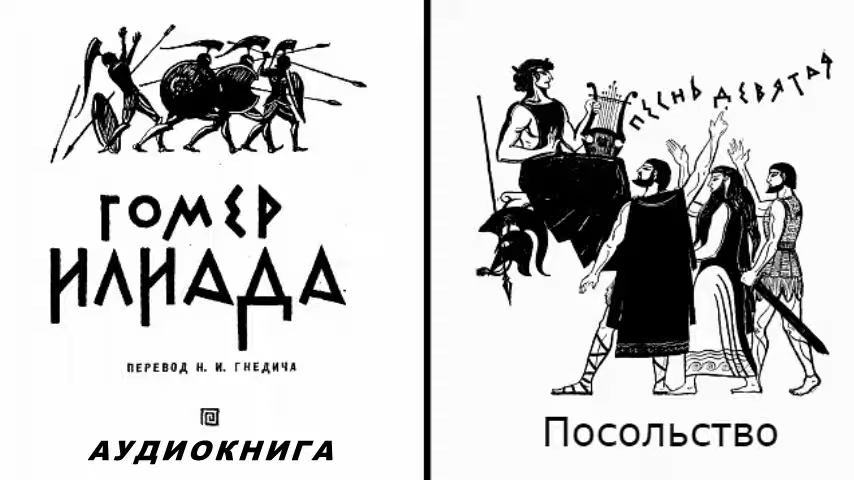 ГОМЕР
ИЛИАДА
ПЕРЕВОД Н. И. ГНЕДИЧА
АУДИОКНИГА
ПЕСНЬ ДЕВЯТАЯ
Посольство